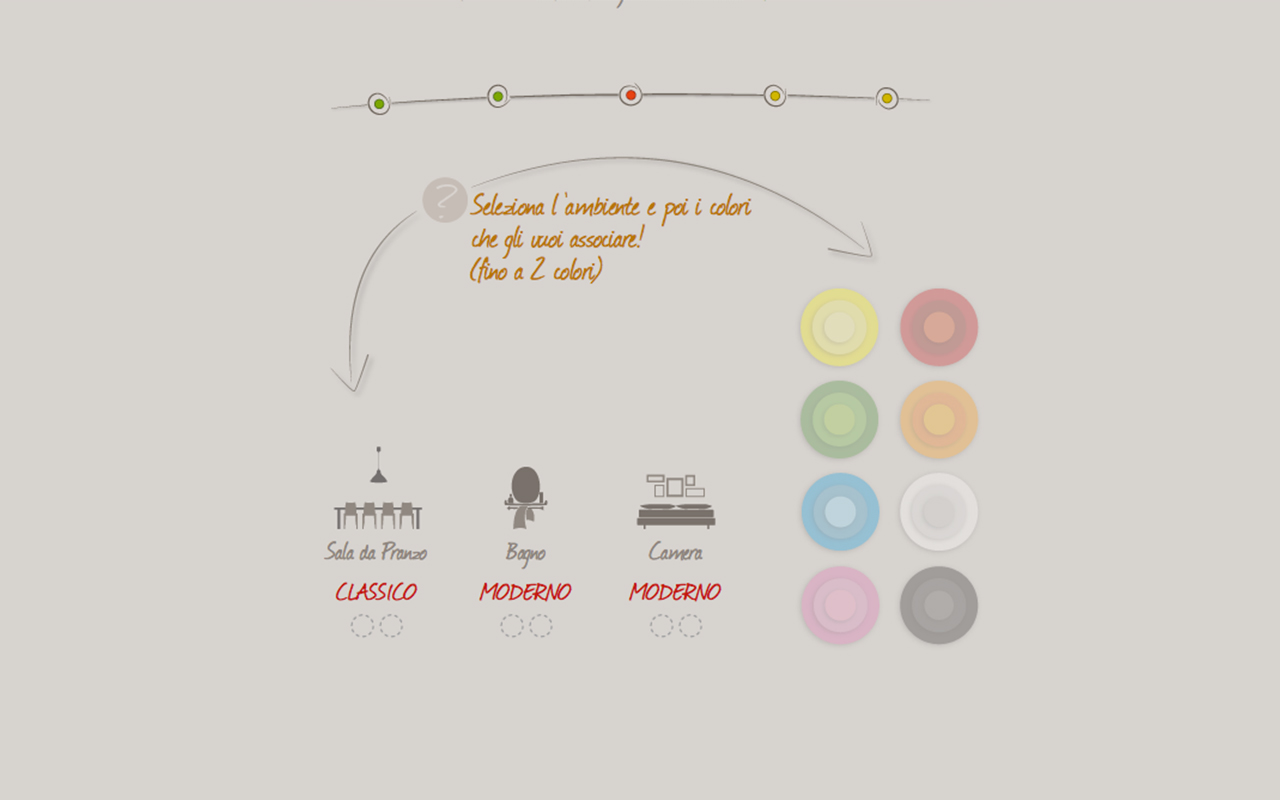 ?
Seleziona l'ambiente e poi i colori
che gli vuoi associare!
(fino a 2 colori)
Sala da Pranzo
Bagno
Camera
CLASSICO
MODERNO
MODERNO